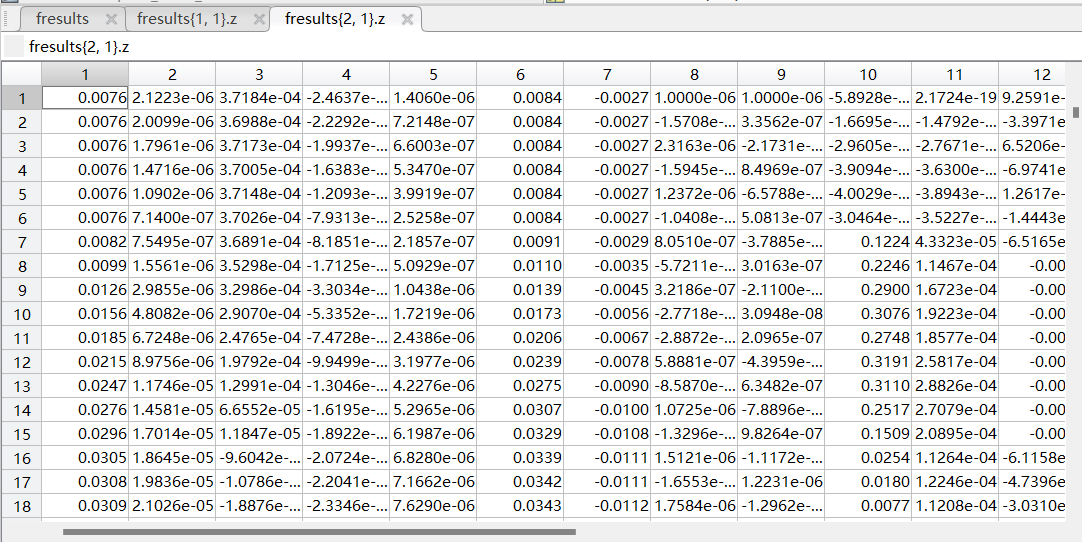 fresults fresults{1, 1}.z fresults{2, 1}.z
fresults{2, 1}.z
1 2 3 4 5 6 7 8 9 10 11 12
1 0.0076 2.1223e-06 3.7184e-04 -2.4637e-... 1.4060e-06 0.0084 -0.0027 1.0000e-06 1.0000e-06 -5.8928e-... 2.1724e-19 9.2591e-
2 0.0076 2.0099e-06 3.6988e-04 -2.2292e-... 7.2148e-07 0.0084 -0.0027 -1.5708e-... 3.3562e-07 -1.6695e-... -1.4792e-... -3.3971e-
3 0.0076 1.7961e-06 3.7173e-04 -1.9937e-... 6.6003e-07 0.0084 -0.0027 2.3163e-06 -2.1731e-... -2.9605e-... -2.7671e-... 6.5206e-
4 0.0076 1.4716e-06 3.7005e-04 -1.6383e-... 5.3470e-07 0.0084 -0.0027 -1.5945e-... 8.4969e-07 -3.9094e-... -3.6300e-... -6.9741e-
5 0.0076 1.0902e-06 3.7148e-04 -1.2093e-... 3.9919e-07 0.0084 -0.0027 1.2372e-06 -6.5788e-... -4.0029e-... -3.8943e-... 1.2617e-
6 0.0076 7.1400e-07 3.7026e-04 -7.9313e-... 2.5258e-07 0.0084 -0.0027 -1.0408e-... 5.0813e-07 -3.0464e-... -3.5227e-... -1.4443e-
7 0.0082 7.5495e-07 3.6891e-04 -8.1851e-... 2.1857e-07 0.0091 -0.0029 8.0510e-07 -3.7885e-... 0.1224 4.3323e-05 -6.5165e-
8 0.0099 1.5561e-06 3.5298e-04 -1.7125e-... 5.0929e-07 0.0110 -0.0035 -5.7211e-... 3.0163e-07 0.2246 1.1467e-04 -0.00
9 0.0126 2.9855e-06 3.2986e-04 -3.3034e-... 1.0438e-06 0.0139 -0.0045 3.2186e-07 -2.1100e-... 0.2900 1.6723e-04 -0.00
10 0.0156 4.8082e-06 2.9070e-04 -5.3352e-... 1.7219e-06 0.0173 -0.0056 -2.7718e-... 3.0948e-08 0.3076 1.9223e-04 -0.00
11 0.0185 6.7248e-06 2.4765e-04 -7.4728e-... 2.4386e-06 0.0206 -0.0067 -2.8872e-... 2.0965e-07 0.2748 1.8577e-04 -0.00
12 0.0215 8.9756e-06 1.9792e-04 -9.9499e-... 3.1977e-06 0.0239 -0.0078 5.8881e-07 -4.3959e-... 0.3191 2.5817e-04 -0.00
13 0.0247 1.1746e-05 1.2991e-04 -1.3046e-... 4.2276e-06 0.0275 -0.0090 -8.5870e-... 6.3482e-07 0.3110 2.8826e-04 -0.00
14 0.0276 1.4581e-05 6.6552e-05 -1.6195e-... 5.2965e-06 0.0307 -0.0100 1.0725e-06 -7.8896e-... 0.2517 2.7079e-04 -0.00
15 0.0296 1.7014e-05 1.1847e-05 -1.8922e-... 6.1987e-06 0.0329 -0.0108 -1.3296e-... 9.8264e-07 0.1509 2.0895e-04 -0.00
16 0.0305 1.8645e-05 -9.6042e-... -2.0724e-... 6.8280e-06 0.0339 -0.0111 1.5121e-06 -1.1172e-... 0.0254 1.1264e-04 -6.1158e-
17 0.0308 1.9836e-05 -1.0786e-... -2.2041e-... 7.1662e-06 0.0342 -0.0111 -1.6553e-... 1.2231e-06 0.0180 1.2246e-04 -4.7396e-
18 0.0309 2.1026e-05 -1.8876e-... -2.3346e-... 7.6290e-06 0.0343 -0.0112 1.7584e-06 -1.2962e-... 0.0077 1.1208e-04 -3.0310e-